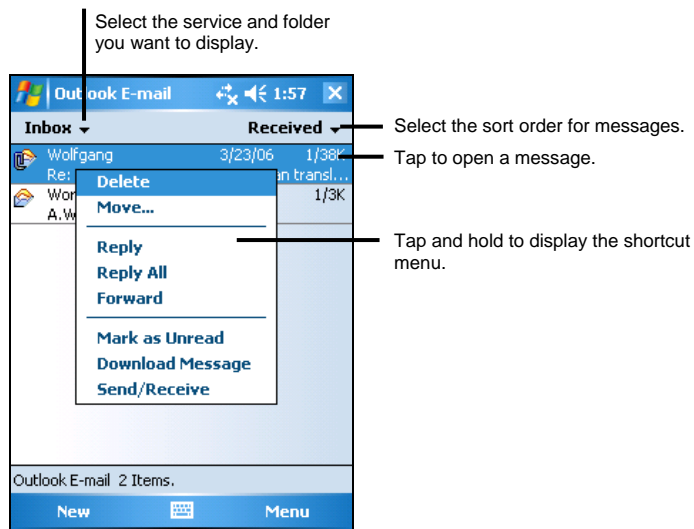 Select the service and folder
you want to display.
Outlook E-mail 1:57
Inbox Received
Select the sort order for messages.
Wolfgang 3/23/06 1/38K
Tap to open a message.
Re: transl...
1/3K
Delete
Move...
Reply
Reply All
Forward
Tap and hold to display the shortcut
menu.
Mark as Unread
Download Message
Send/Receive
Outlook E-mail 2 Items.
New Menu